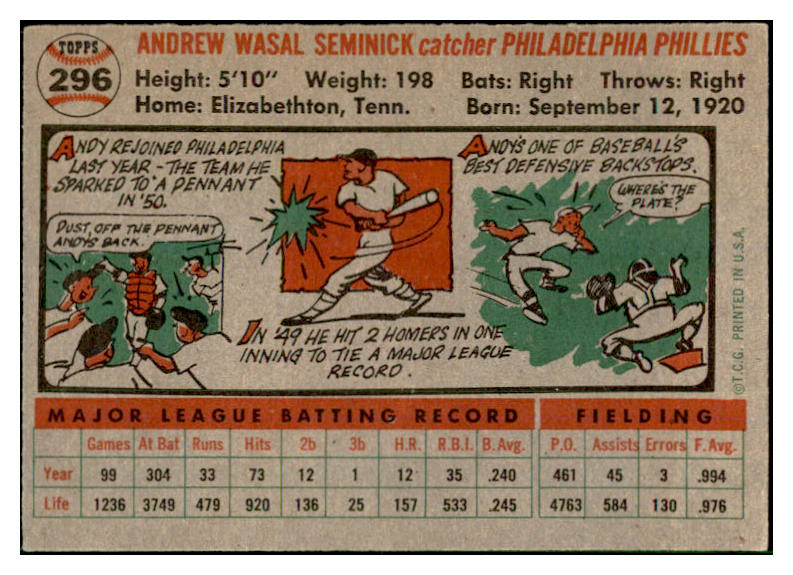 TOPPS
296
ANDREW WASAL SEMINICK catcher PHILADELPHIA PHILLIES
Height: 5'10" Weight: 198 Bats: Right Throws: Right
Home: Elizabethton, Tenn. Born: September 12, 1920
ANDY REJOINED PHILADELPHIA
LAST YEAR - THE TEAM HE
SPARKED TO A PENNANT
IN '50.
DUST OFF THE PENNANT
ANDY'S BACK.
IN '49 HE HIT 2 HOMERS IN ONE
INNING TO TIE A MAJOR LEAGUE
RECORD.
ANDY'S ONE OF BASEBALL'S
BEST DEFENSIVE BACKSTOPS.
WHERE'S THE
PLATE?
©T.C.G. PRINTED IN U.S.A.
MAJOR LEAGUE BATTING RECORD FIELDING
Games At Bat Runs Hits 2b 3b H.R. R.B.I. B.Avg. P.O. Assists Errors F.Avg.
Year 99 304 33 73 12 1 12 35 .240 461 45 3 .994
Life 1236 3749 479 920 136 25 157 533 .245 4763 584 130 .976